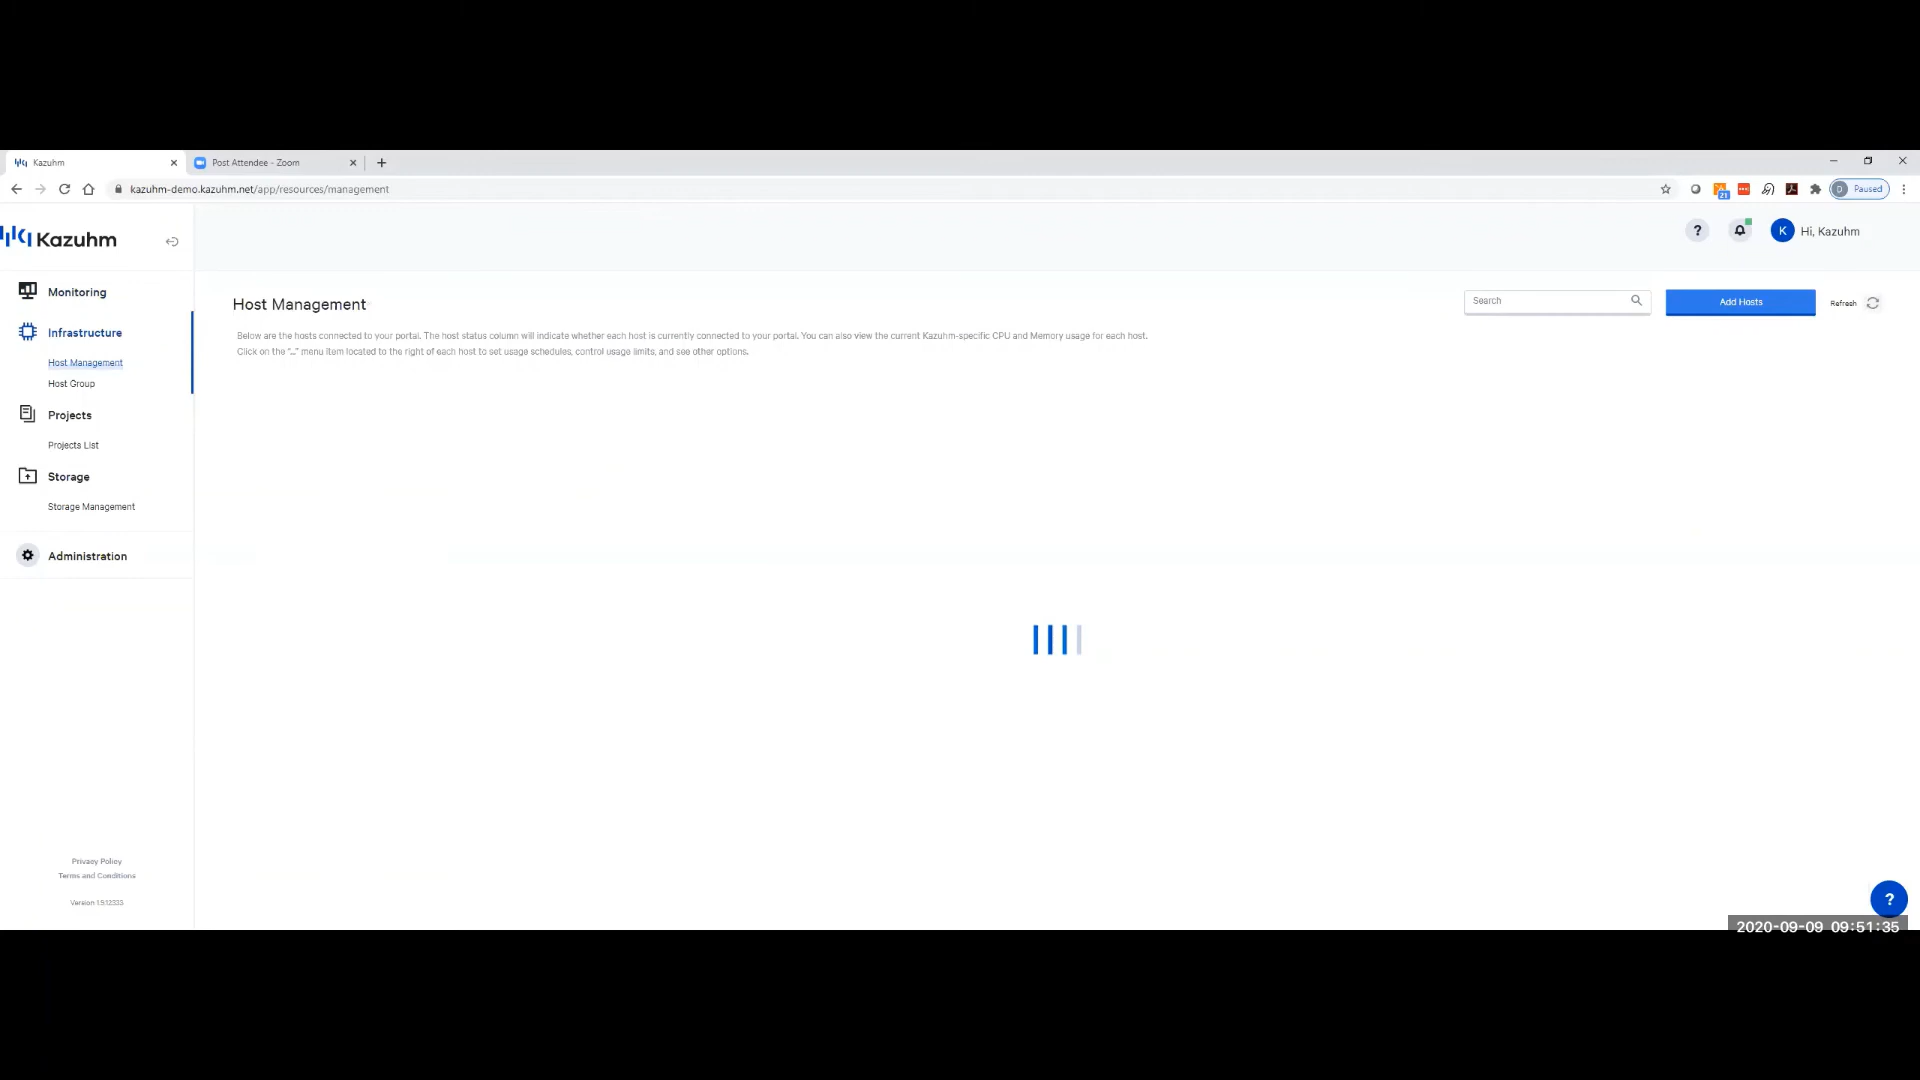 Kazuhm
Post Attendee - Zoom
kazuhm-demo.kazuhm.net/app/resources/management
21
D Paused
Kazuhm
? K Hi, Kazuhm
Monitoring
Infrastructure
Host Management
Host Group
Projects
Projects List
Storage
Storage Management
Administration
Privacy Policy
Terms and Conditions
Version 1.9.12333
Host Management
Search
Add Hosts
Refresh
Below are the hosts connected to your portal. The host status column will indicate whether each host is currently connected to your portal. You can also view the current Kazuhm-specific CPU and Memory usage for each host.
Click on the "..." menu item located to the right of each host to set usage schedules, control usage limits, and see other options.
?
2020-09-09 09:51:35